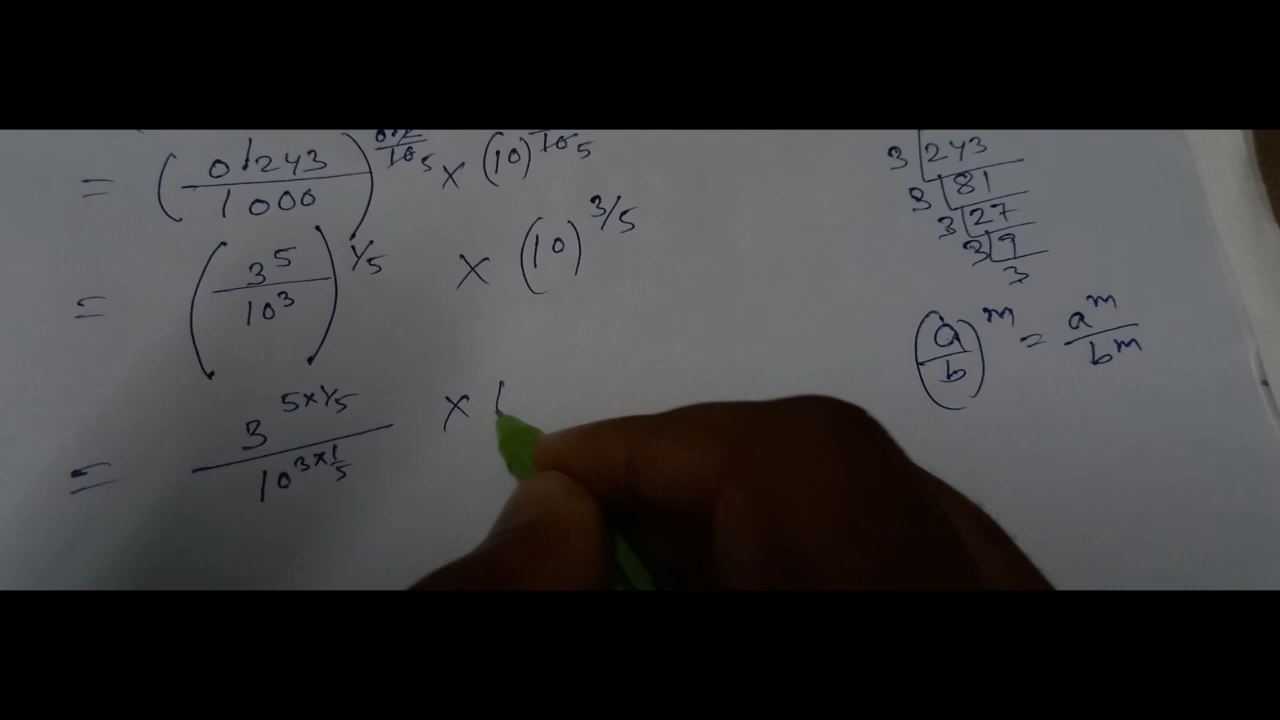 = ( 0.243 / 1000 )^(0.2/10 5) × (10)^(/10 5)
= ( 3^5 / 10^3 )^(1/5) × (10)^(3/5)
= 3^(5×1/5) / 10^(3×1/5) ×
3 | 243
3 | 81
3 | 27
3 | 9
3
(a/b)^m = a^m / b^m